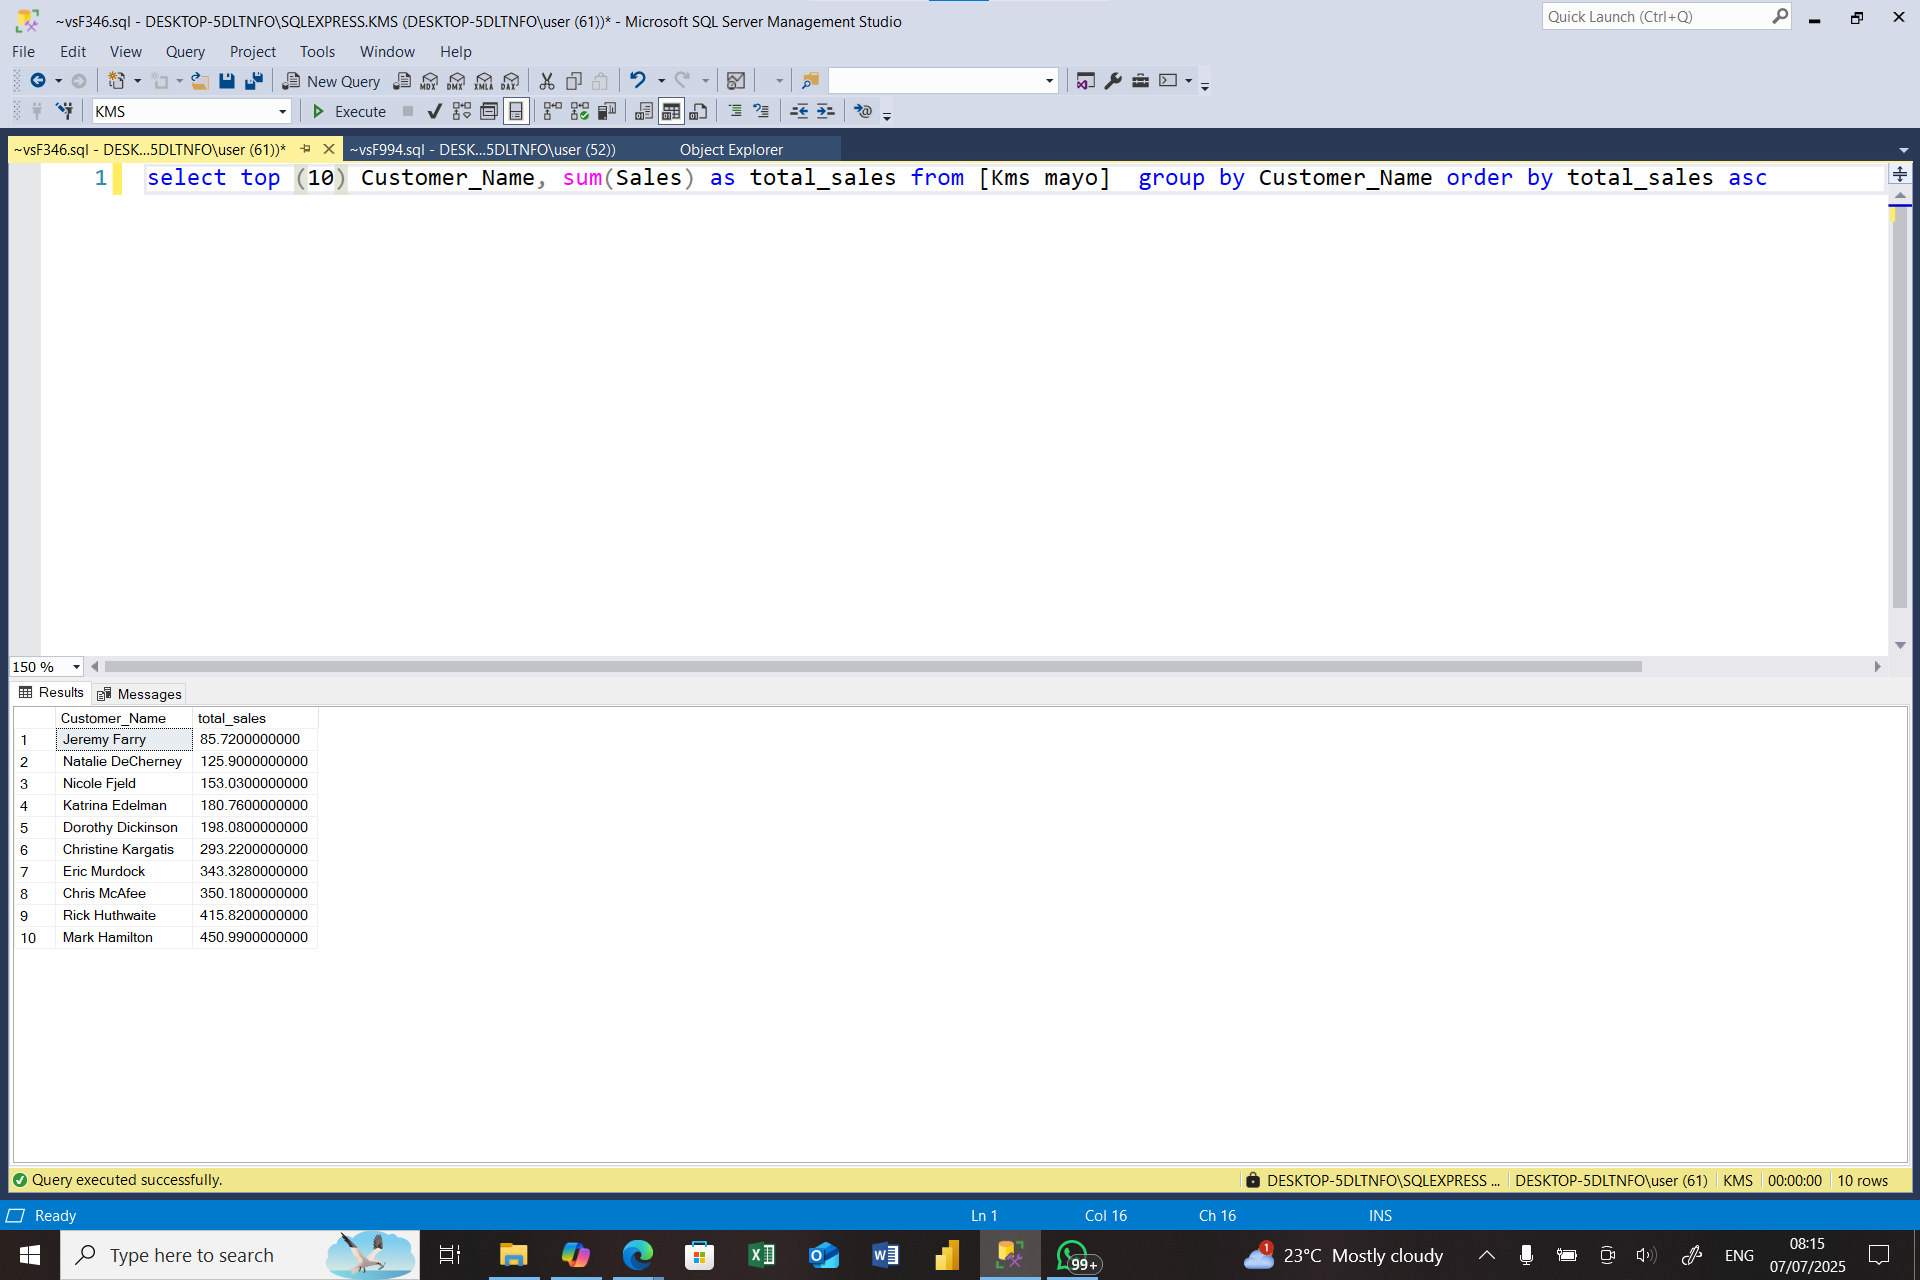 ~vsF346.sql - DESKTOP-5DLTNFO\SQLEXPRESS.KMS (DESKTOP-5DLTNFO\user (61))* - Microsoft SQL Server Management Studio
Quick Launch (Ctrl+Q)
File Edit View Query Project Tools Window Help
New Query MDX DMX XMLA DAX
KMS Execute
~vsF346.sql - DESK...5DLTNFO\user (61))* ~vsF994.sql - DESK...5DLTNFO\user (52)) Object Explorer
1 select top (10) Customer_Name, sum(Sales) as total_sales from [Kms mayo]  group by Customer_Name order by total_sales asc
150 %
Results Messages
Customer_Name total_sales
1 Jeremy Farry 85.7200000000
2 Natalie DeCherney 125.9000000000
3 Nicole Fjeld 153.0300000000
4 Katrina Edelman 180.7600000000
5 Dorothy Dickinson 198.0800000000
6 Christine Kargatis 293.2200000000
7 Eric Murdock 343.3280000000
8 Chris McAfee 350.1800000000
9 Rick Huthwaite 415.8200000000
10 Mark Hamilton 450.9900000000
Query executed successfully. DESKTOP-5DLTNFO\SQLEXPRESS ... DESKTOP-5DLTNFO\user (61) KMS 00:00:00 10 rows
Ready Ln 1 Col 16 Ch 16 INS
Type here to search 99+ 1 23°C Mostly cloudy ENG 08:15
07/07/2025